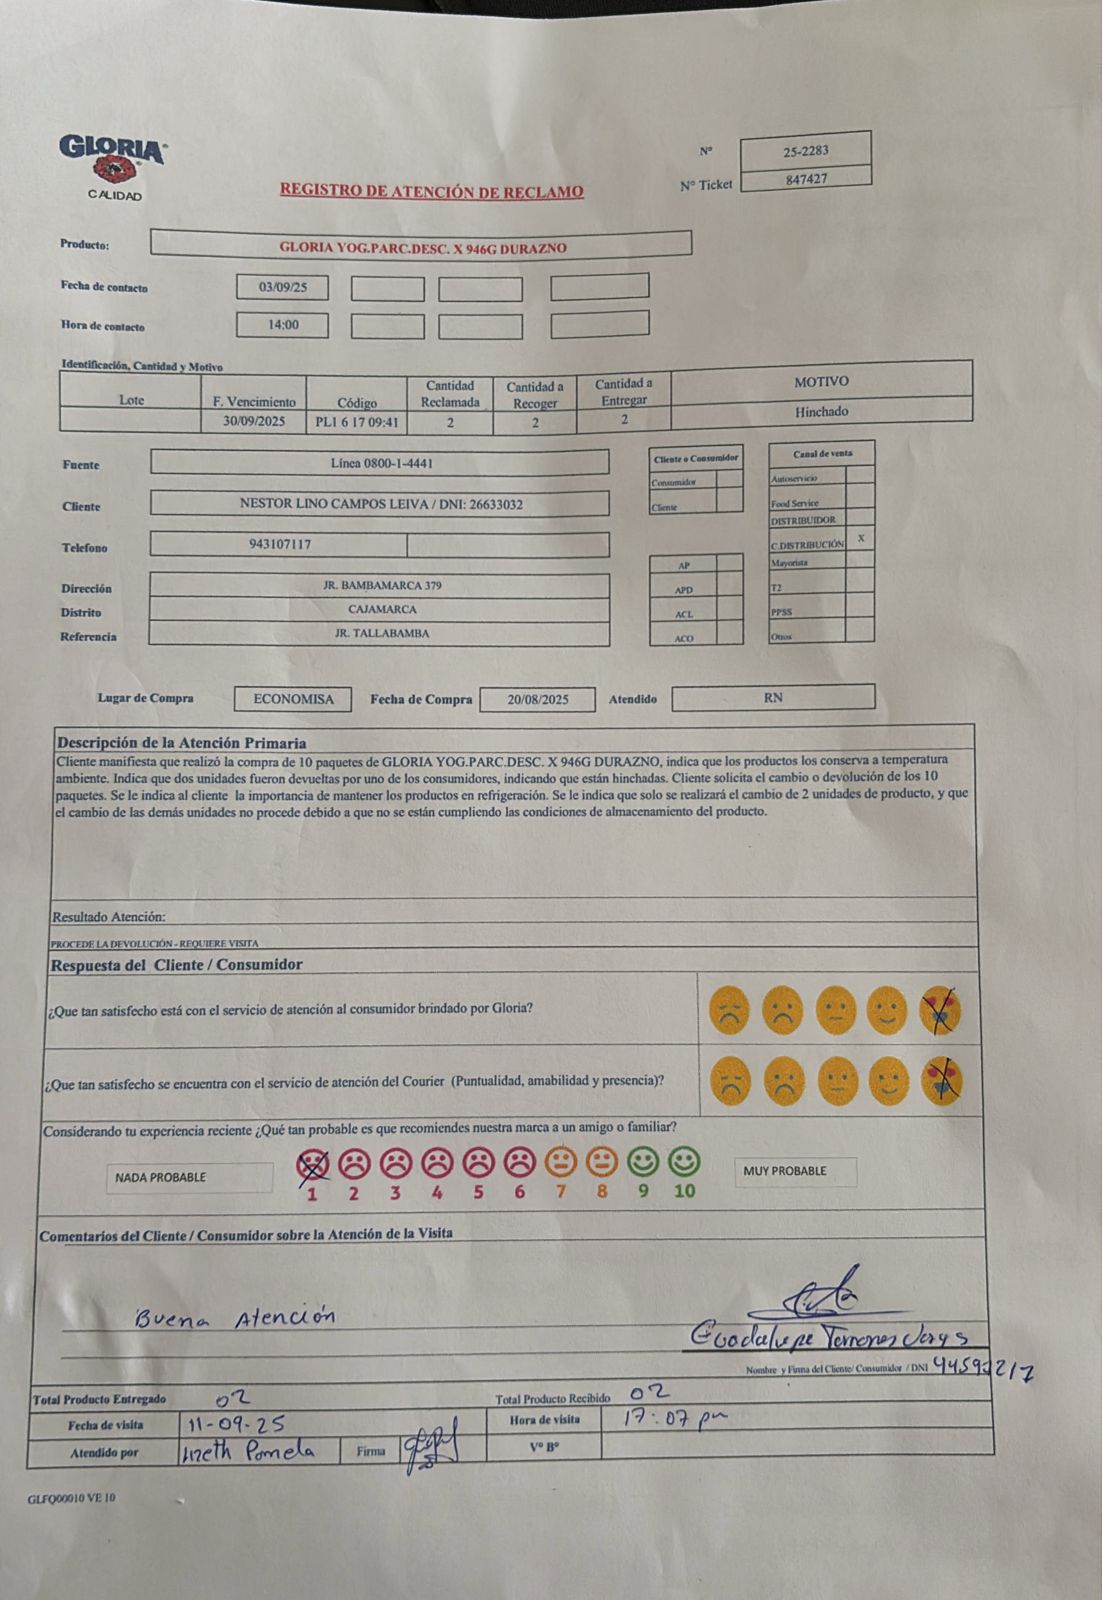 GLORIA
CALIDAD
REGISTRO DE ATENCIÓN DE RECLAMO
Nº 25-2283
Nº Ticket 847427
Producto: GLORIA YOG.PARC.DESC. X 946G DURAZNO
Fecha de contacto 03/09/25
Hora de contacto 14:00
Identificación, Cantidad y Motivo
Lote F. Vencimiento Código Cantidad Reclamada Cantidad a Recoger Cantidad a Entregar MOTIVO
30/09/2025 PL1 6 17 09:41 2 2 2 Hinchado
Fuente Línea 0800-1-4441
Cliente NESTOR LINO CAMPOS LEIVA / DNI: 26633032
Telefono 943107117
Dirección JR. BAMBAMARCA 379
Distrito CAJAMARCA
Referencia JR. TALLABAMBA
Cliente o Consumidor
Consumidor
Cliente
AP
APD
ACL
ACO
Canal de venta
Autoservicio
Food Service
DISTRIBUIDOR
C.DISTRIBUCIÓN X
Mayorista
T2
PPSS
Otros
Lugar de Compra ECONOMISA Fecha de Compra 20/08/2025 Atendido RN
Descripción de la Atención Primaria
Cliente manifiesta que realizó la compra de 10 paquetes de GLORIA YOG.PARC.DESC. X 946G DURAZNO, indica que los productos los conserva a temperatura
ambiente. Indica que dos unidades fueron devueltas por uno de los consumidores, indicando que están hinchadas. Cliente solicita el cambio o devolución de los 10
paquetes. Se le indica al cliente la importancia de mantener los productos en refrigeración. Se le indica que solo se realizará el cambio de 2 unidades de producto, y que
el cambio de las demás unidades no procede debido a que no se están cumpliendo las condiciones de almacenamiento del producto.
Resultado Atención:
PROCEDE LA DEVOLUCIÓN - REQUIERE VISITA
Respuesta del Cliente / Consumidor
¿Que tan satisfecho está con el servicio de atención al consumidor brindado por Gloria?
¿Que tan satisfecho se encuentra con el servicio de atención del Courier (Puntualidad, amabilidad y presencia)?
Considerando tu experiencia reciente ¿Qué tan probable es que recomiendes nuestra marca a un amigo o familiar?
NADA PROBABLE 1 2 3 4 5 6 7 8 9 10 MUY PROBABLE
Comentarios del Cliente / Consumidor sobre la Atención de la Visita
Buena Atención
Guadalupe Terrones
Nombre y Firma del Cliente/ Consumidor / DNI
Total Producto Entregado 02 Total Producto Recibido 02
Fecha de visita 11-09-25 Hora de visita 17:07 pm
Atendido por Lizeth Pamela Firma Vº Bº
GLFQ00010 VE 10